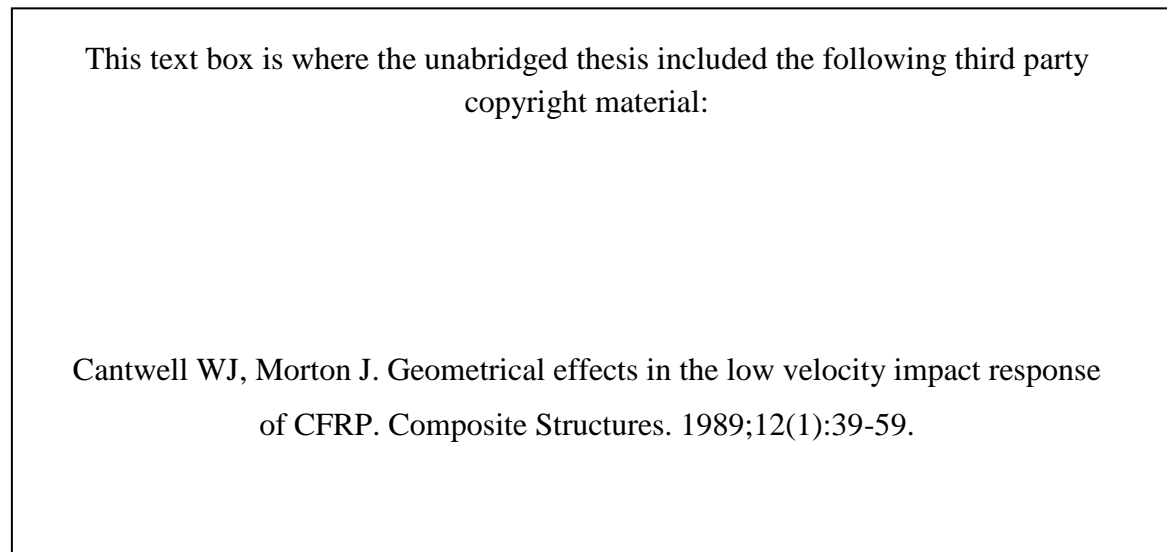 This text box is where the unabridged thesis included the following third party
copyright material:
Cantwell WJ, Morton J. Geometrical effects in the low velocity impact response
of CFRP. Composite Structures. 1989;12(1):39-59.